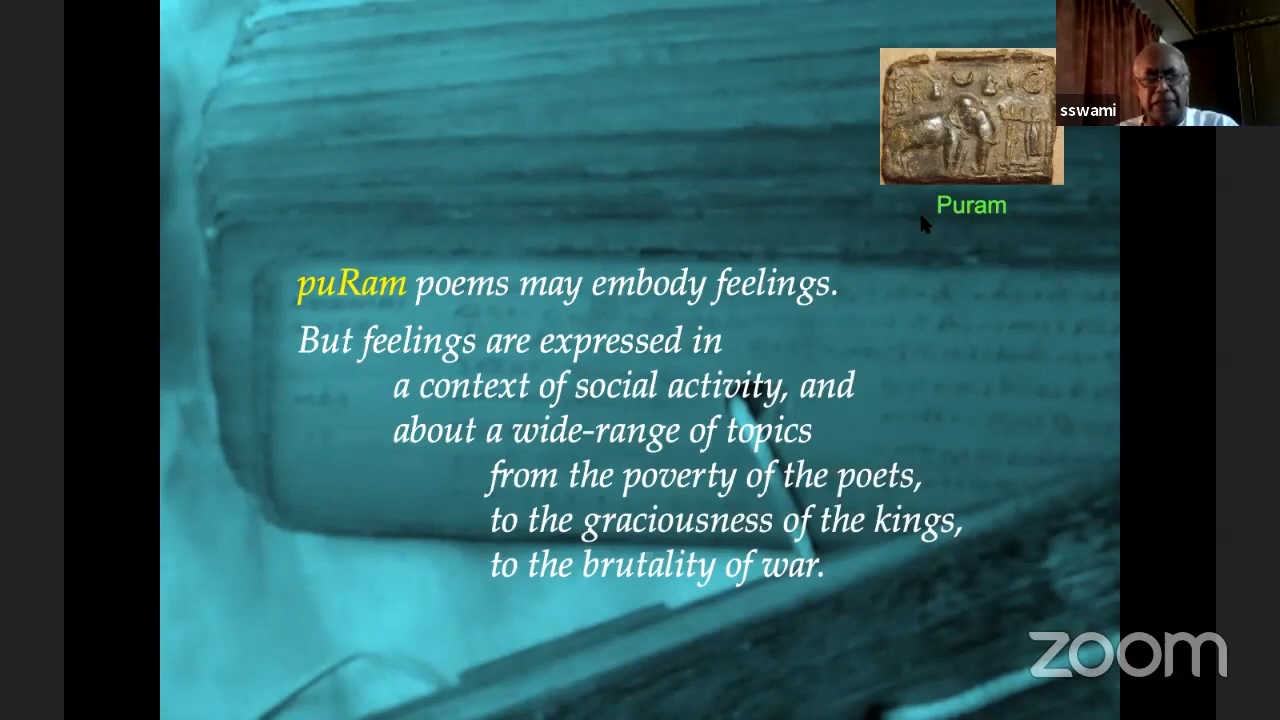 sswami
Puram
puRam poems may embody feelings.
But feelings are expressed in
a context of social activity, and
about a wide-range of topics
from the poverty of the poets,
to the graciousness of the kings,
to the brutality of war.
zoom